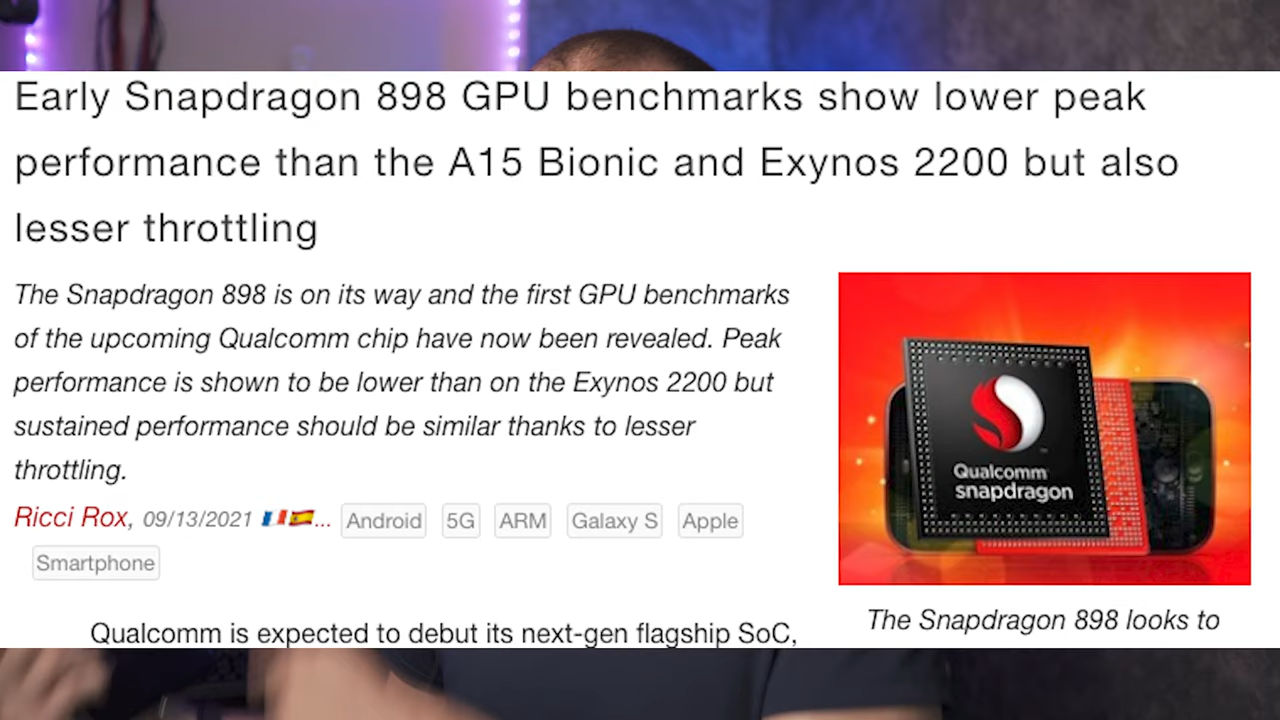 Early Snapdragon 898 GPU benchmarks show lower peak
performance than the A15 Bionic and Exynos 2200 but also
lesser throttling
The Snapdragon 898 is on its way and the first GPU benchmarks
of the upcoming Qualcomm chip have now been revealed. Peak
performance is shown to be lower than on the Exynos 2200 but
sustained performance should be similar thanks to lesser
throttling.
Ricci Rox, 09/13/2021 ... Android 5G ARM Galaxy S Apple
Smartphone
Qualcomm is expected to debut its next-gen flagship SoC,
Qualcomm
snapdragon
The Snapdragon 898 looks to